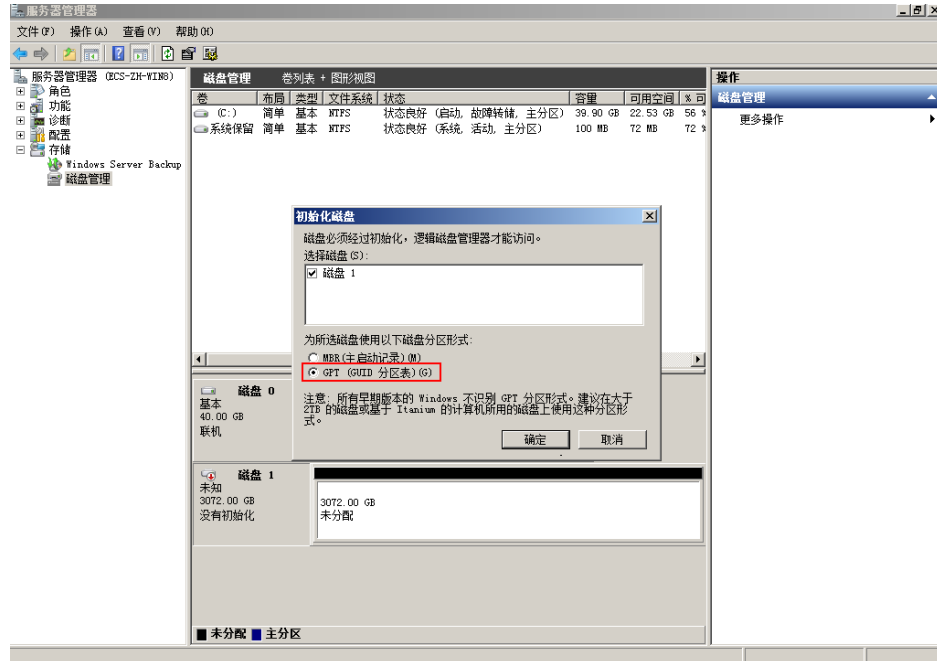 服务器管理器
文件(F) 操作(A) 查看(V) 帮助(H)
服务器管理器 (ECS-ZH-WIN8)
角色
功能
诊断
配置
存储
Windows Server Backup
磁盘管理
磁盘管理 卷列表 + 图形视图
卷 布局 类型 文件系统 状态 容量 可用空间 % 可
(C:) 简单 基本 NTFS 状态良好 (启动, 故障转储, 主分区) 39.90 GB 22.53 GB 56 %
系统保留 简单 基本 NTFS 状态良好 (系统, 活动, 主分区) 100 MB 72 MB 72 %
初始化磁盘
磁盘必须经过初始化，逻辑磁盘管理器才能访问。
选择磁盘(S):
磁盘 1
为所选磁盘使用以下磁盘分区形式:
MBR(主启动记录)(M)
GPT (GUID 分区表)(G)
注意: 所有早期版本的 Windows 不识别 GPT 分区形式。建议在大于
2TB 的磁盘或基于 Itanium 的计算机所用的磁盘上使用这种分区形
式。
确定 取消
磁盘 0
基本
40.00 GB
联机
磁盘 1
未知
3072.00 GB
没有初始化
3072.00 GB
未分配
未分配 主分区
操作
磁盘管理
更多操作